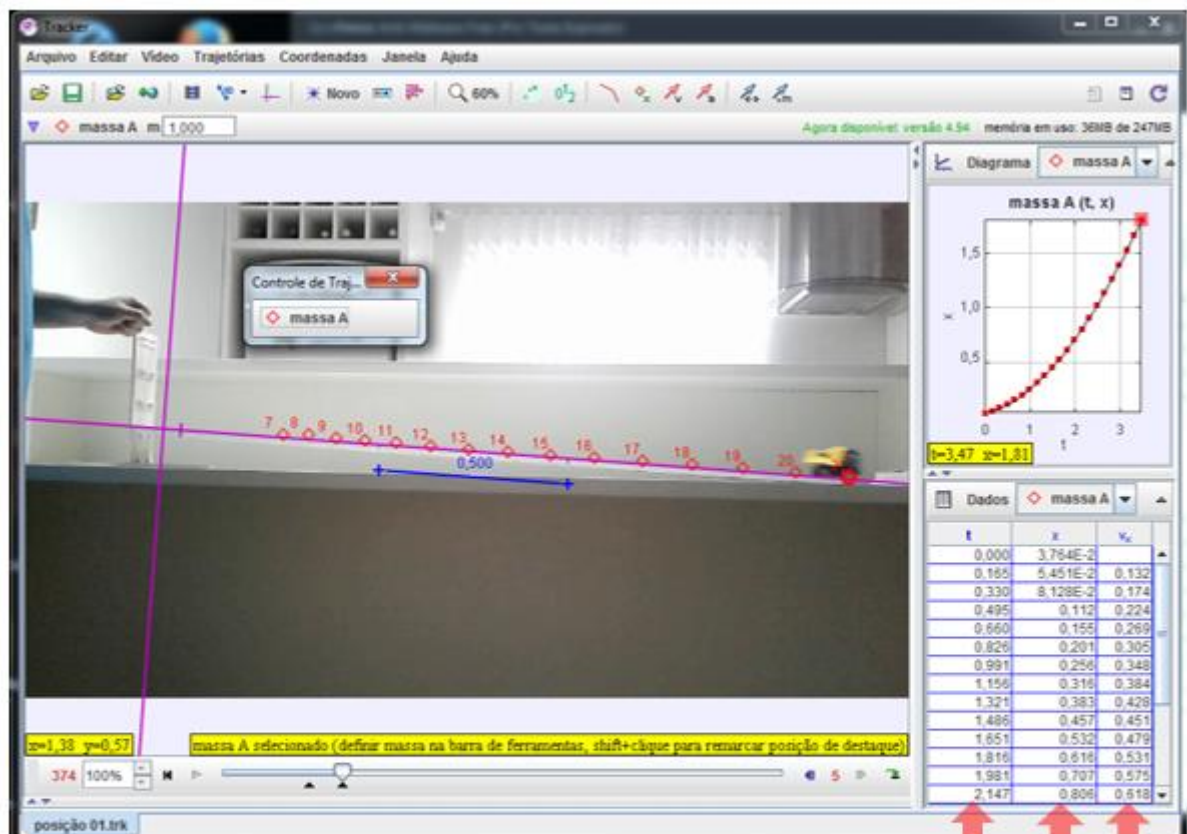 Tracker
Arquivo Editar Vídeo Trajetórias Coordenadas Janela Ajuda
Novo 60%
massa A m 1,000 Agora disponível: versão 4.94 memória em uso: 36MB de 247MB
Diagrama massa A
massa A (t, x)
1,5
1,0
0,5
x
0 1 2 3
t
t=3,47 x=1,81
Controle de Traj...
massa A
7 8 9 10 11 12 13 14 15 16 17 18 19 20
0,500
Dados massa A
t x vx
0,000 3,764E-2
0,165 5,451E-2 0,132
0,330 8,128E-2 0,174
0,495 0,112 0,224
0,660 0,155 0,269
0,826 0,201 0,305
0,991 0,256 0,348
1,156 0,316 0,384
1,321 0,383 0,428
1,486 0,457 0,451
1,651 0,532 0,479
1,816 0,616 0,531
1,981 0,707 0,575
2,147 0,806 0,618
x=1,38 y=0,57 massa A selecionado (definir massa na barra de ferramentas, shift+clique para remarcar posição de destaque)
374 100% 5
posição 01.trk